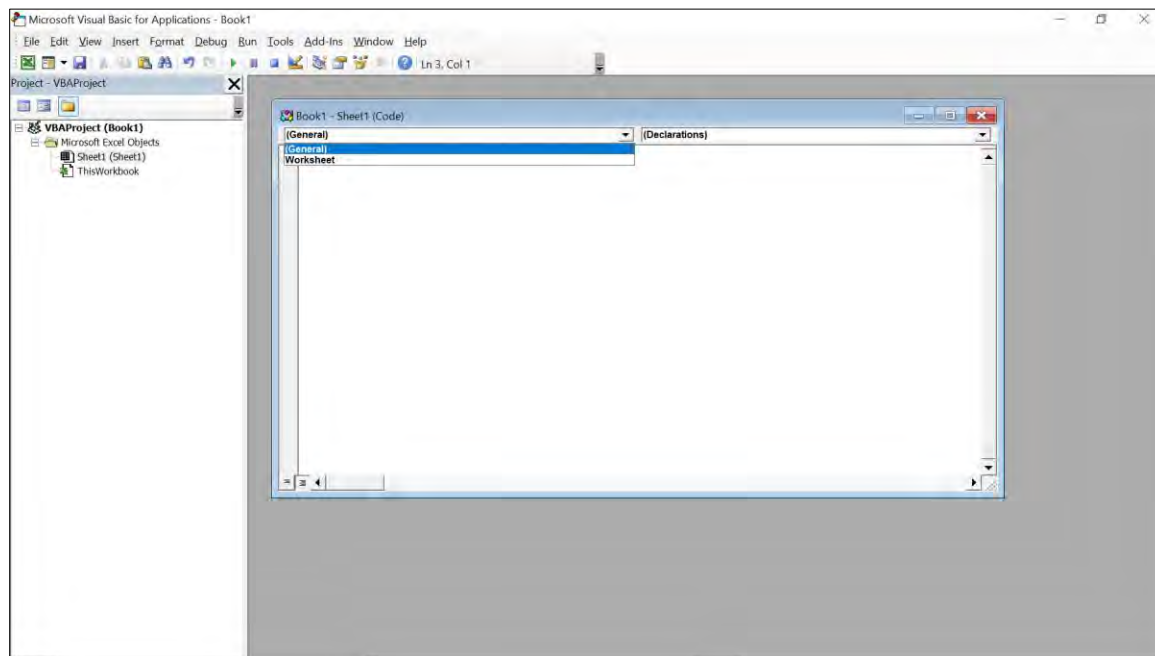 Microsoft Visual Basic for Applications - Book1
File Edit View Insert Format Debug Run Tools Add-Ins Window Help
Ln 3, Col 1
Project - VBAProject
VBAProject (Book1)
Microsoft Excel Objects
Sheet1 (Sheet1)
ThisWorkbook
Book1 - Sheet1 (Code)
(General) (Declarations)
(General)
Worksheet